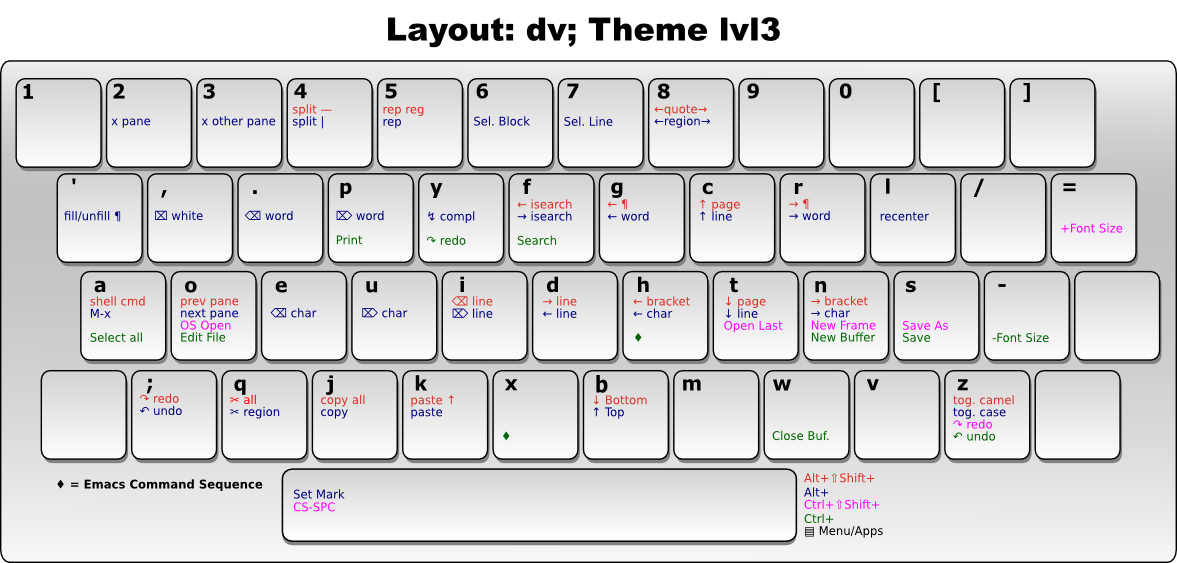 Layout: dv; Theme lvl3
1
2
x pane
3
x other pane
4
split —
split |
5
rep reg
rep
6
Sel. Block
7
Sel. Line
8
←quote→
←region→
9
0
[
]
'
fill/unfill ¶
,
⌧ white
.
⌫ word
p
⌦ word
Print
y
↯ compl
↷ redo
f
← isearch
→ isearch
Search
g
← ¶
← word
c
↑ page
↑ line
r
→ ¶
→ word
l
recenter
/
=
+Font Size
a
shell cmd
M-x
Select all
o
prev pane
next pane
OS Open
Edit File
e
⌫ char
u
⌦ char
i
⌫ line
⌦ line
d
→ line
← line
h
← bracket
← char
♦
t
↓ page
↓ line
Open Last
n
→ bracket
→ char
New Frame
New Buffer
s
Save As
Save
-
-Font Size
;
↷ redo
↶ undo
q
✂ all
✂ region
j
copy all
copy
k
paste ↑
paste
x
♦
b
↓ Bottom
↑ Top
m
w
Close Buf.
v
z
tog. camel
tog. case
↷ redo
↶ undo
♦ = Emacs Command Sequence
Set Mark
CS-SPC
Alt+⇧Shift+
Alt+
Ctrl+⇧Shift+
Ctrl+
▤ Menu/Apps